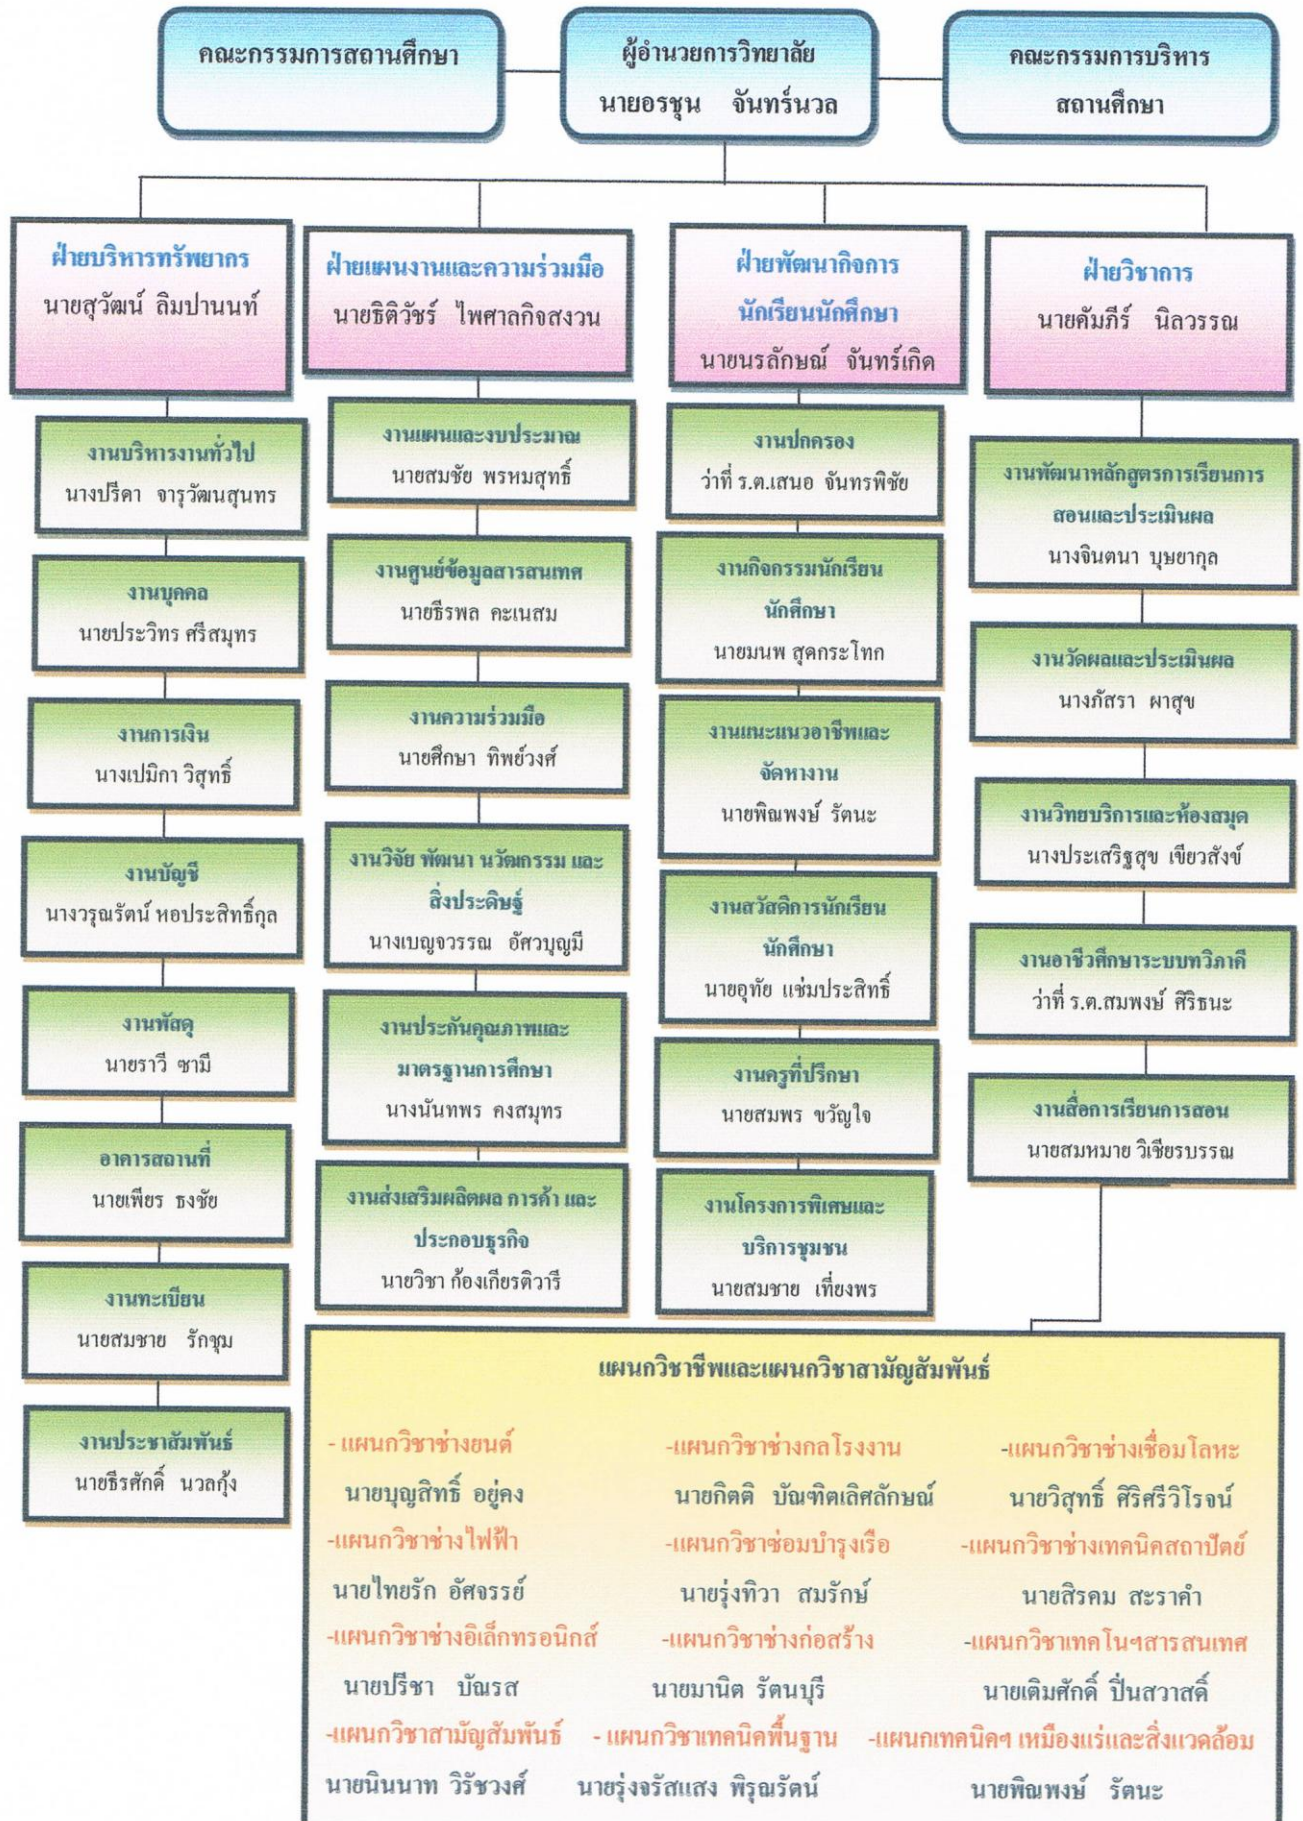 คณะกรรมการสถานศึกษา
ผู้อำนวยการวิทยาลัย
นายอรชุน จันทร์นวล
คณะกรรมการบริหาร
สถานศึกษา
ฝ่ายบริหารทรัพยากร
นายสุวัฒน์ ลิมปานนท์
ฝ่ายแผนงานและความร่วมมือ
นายธิติวัชร์ ไพศาลกิจสงวน
ฝ่ายพัฒนากิจการ
นักเรียนนักศึกษา
นายนรลักษณ์ จันทร์เกิด
ฝ่ายวิชาการ
นายคัมภีร์ นิลวรรณ
งานบริหารงานทั่วไป
นางปรีดา จารุวัฒนสุนทร
งานบุคคล
นายประวิทร ศรีสมุทร
งานการเงิน
นางเปมิกา วิสุทธิ์
งานบัญชี
นางวรุณรัตน์ หอประสิทธิ์กุล
งานพัสดุ
นายราวี ซามี
อาคารสถานที่
นายเพียร ธงชัย
งานทะเบียน
นายสมชาย รักชุม
งานประชาสัมพันธ์
นายธีรศักดิ์ นวลกุ้ง
งานแผนและงบประมาณ
นายสมชัย พรหมสุทธิ์
งานศูนย์ข้อมูลสารสนเทศ
นายธีรพล คะเนสม
งานความร่วมมือ
นายศึกษา ทิพย์วงศ์
งานวิจัย พัฒนา นวัฒกรรม และ
สิ่งประดิษฐ์
นางเบญจวรรณ อัศวบุญมี
งานประกันคุณภาพและ
มาตรฐานการศึกษา
นางนันทพร คงสมุทร
งานส่งเสริมผลิตผล การค้า และ
ประกอบธุรกิจ
นายวิชา ก้องเกียรติวารี
งานปกครอง
ว่าที่ ร.ต.เสนอ จันทรพิชัย
งานกิจกรรมนักเรียน
นักศึกษา
นายมนพ สุดกระโทก
งานแนะแนวอาชีพและ
จัดหางาน
นายพิณพงษ์ รัตนะ
งานสวัสดิการนักเรียน
นักศึกษา
นายอุทัย แช่มประสิทธิ์
งานครูที่ปรึกษา
นายสมพร ขวัญใจ
งานโครงการพิเศษและ
บริการชุมชน
นายสมชาย เที่ยงพร
งานพัฒนาหลักสูตรการเรียนการ
สอนและประเมินผล
นางจินตนา บุษยากุล
งานวัดผลและประเมินผล
นางภัสรา ผาสุข
งานวิทยบริการและห้องสมุด
นางประเสริฐสุข เขียวสังข์
งานอาชีวศึกษาระบบทวิภาคี
ว่าที่ ร.ต.สมพงษ์ ศิริธนะ
งานสื่อการเรียนการสอน
นายสมหมาย วิเชียรบรรณ
แผนกวิชาชีพและแผนกวิชาสามัญสัมพันธ์
- แผนกวิชาช่างยนต์ -แผนกวิชาช่างกลโรงงาน -แผนกวิชาช่างเชื่อมโลหะ
นายบุญสิทธิ์ อยู่คง นายกิตติ บัณฑิตเลิศลักษณ์ นายวิสุทธิ์ ศิริศรีวิโรจน์
-แผนกวิชาช่างไฟฟ้า -แผนกวิชาซ่อมบำรุงเรือ -แผนกวิชาช่างเทคนิคสถาปัตย์
นายไทยรัก อัศจรรย์ นายรุ่งทิวา สมรักษ์ นายสิรคม สะราคำ
-แผนกวิชาช่างอิเล็กทรอนิกส์ -แผนกวิชาช่างก่อสร้าง -แผนกวิชาเทคโนฯสารสนเทศ
นายปรีชา บัณรส นายมานิต รัตนบุรี นายเติมศักดิ์ ปิ่นสวาสดิ์
-แผนกวิชาสามัญสัมพันธ์ - แผนกวิชาเทคนิคพื้นฐาน -แผนกเทคนิคฯ เหมืองแร่และสิ่งแวดล้อม
นายนินนาท วิรัชวงศ์ นายรุ่งจรัสแสง พิรุณรัตน์ นายพิณพงษ์ รัตนะ